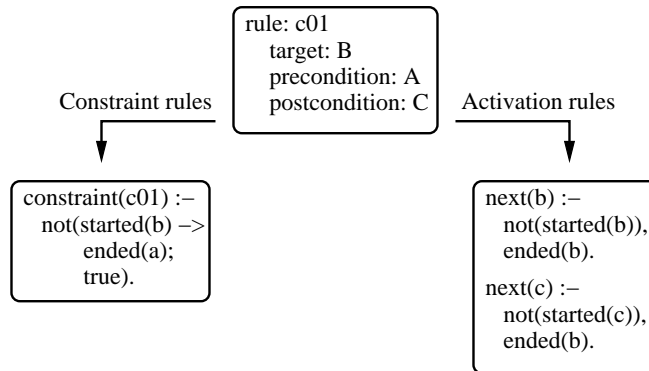 rule: c01
target: B
precondition: A
postcondition: C
Constraint rules
Activation rules
constraint(c01) :−
not(started(b) −>
ended(a);
true).
next(b) :−
not(started(b)),
ended(b).
next(c) :−
not(started(c)),
ended(b).